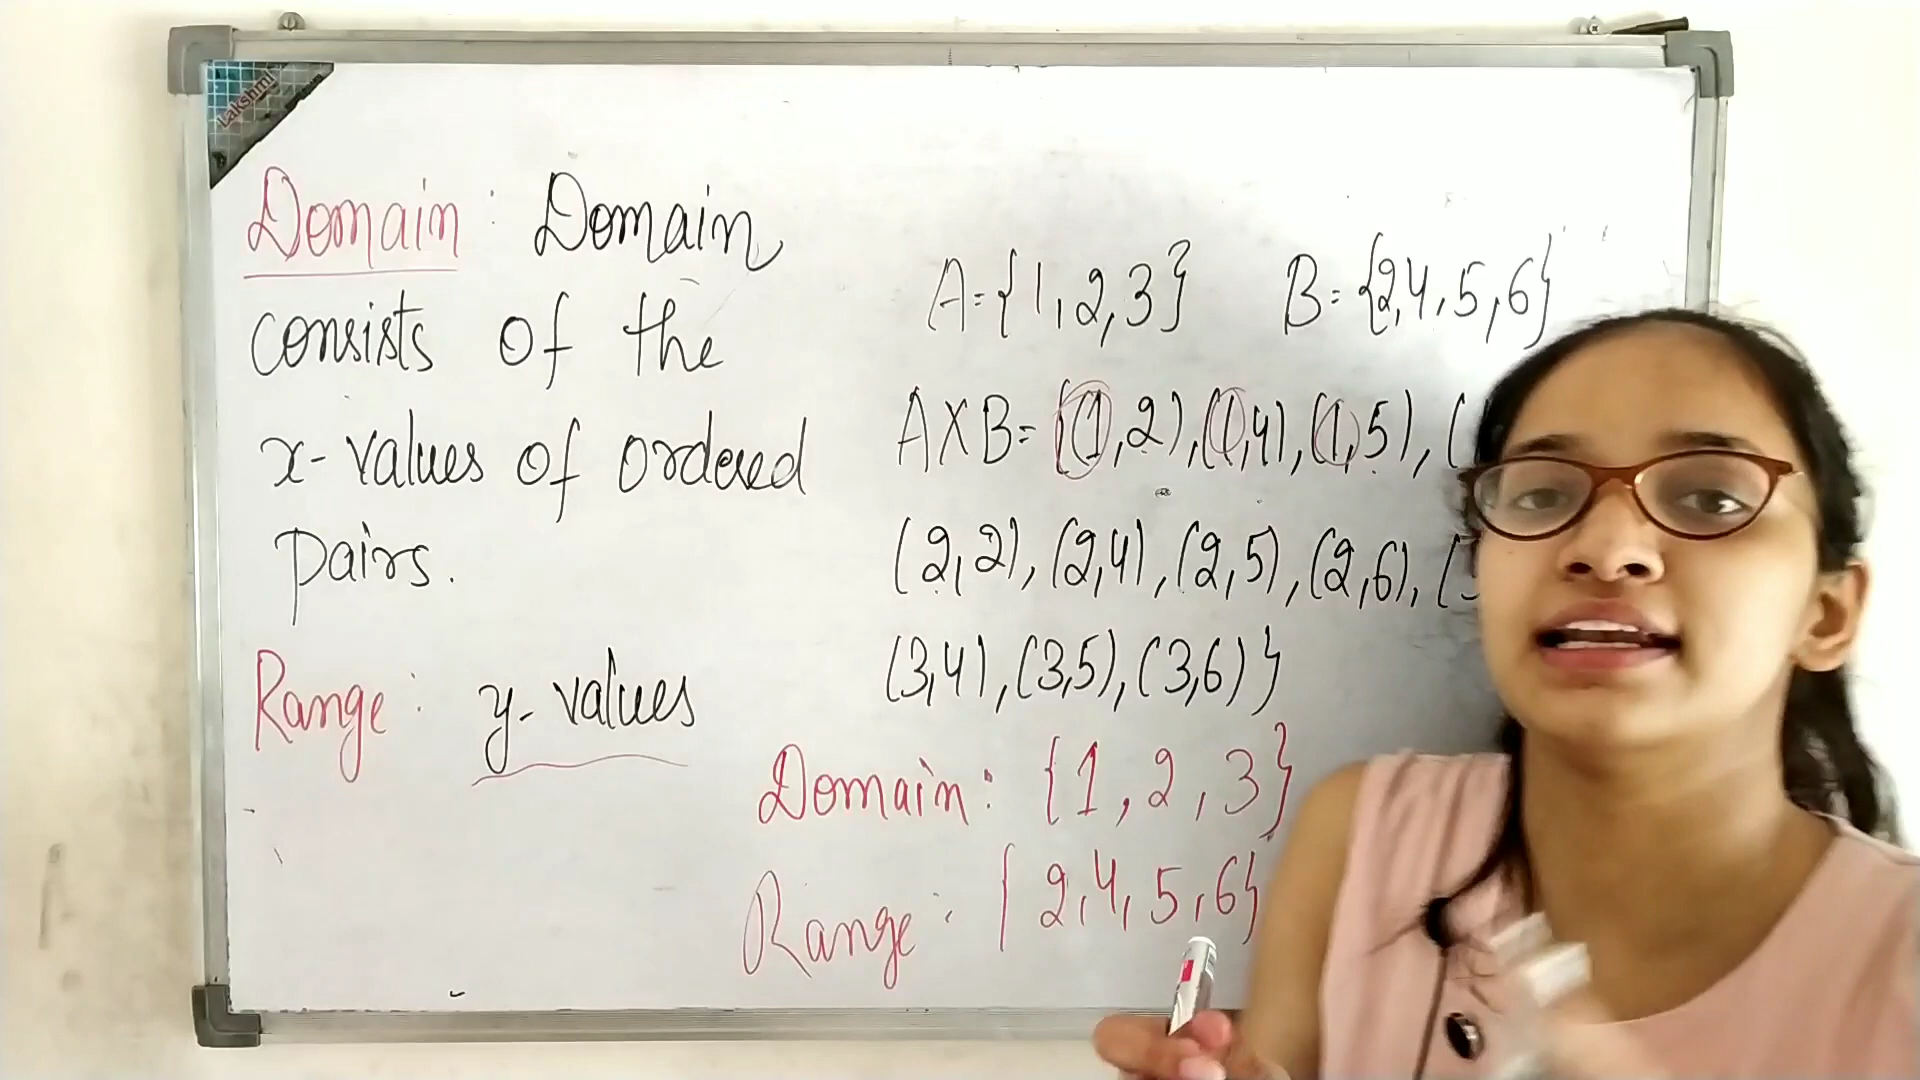 Lakshmi
Domain : Domain
consists of the
x-values of ordered
pairs.
Range : y-values
A={1,2,3} B={2,4,5,6}
AXB={(1,2),(1,4),(1,5),(
(2,2),(2,4),(2,5),(2,6),(
(3,4),(3,5),(3,6)}
Domain: {1,2,3}
Range: {2,4,5,6}